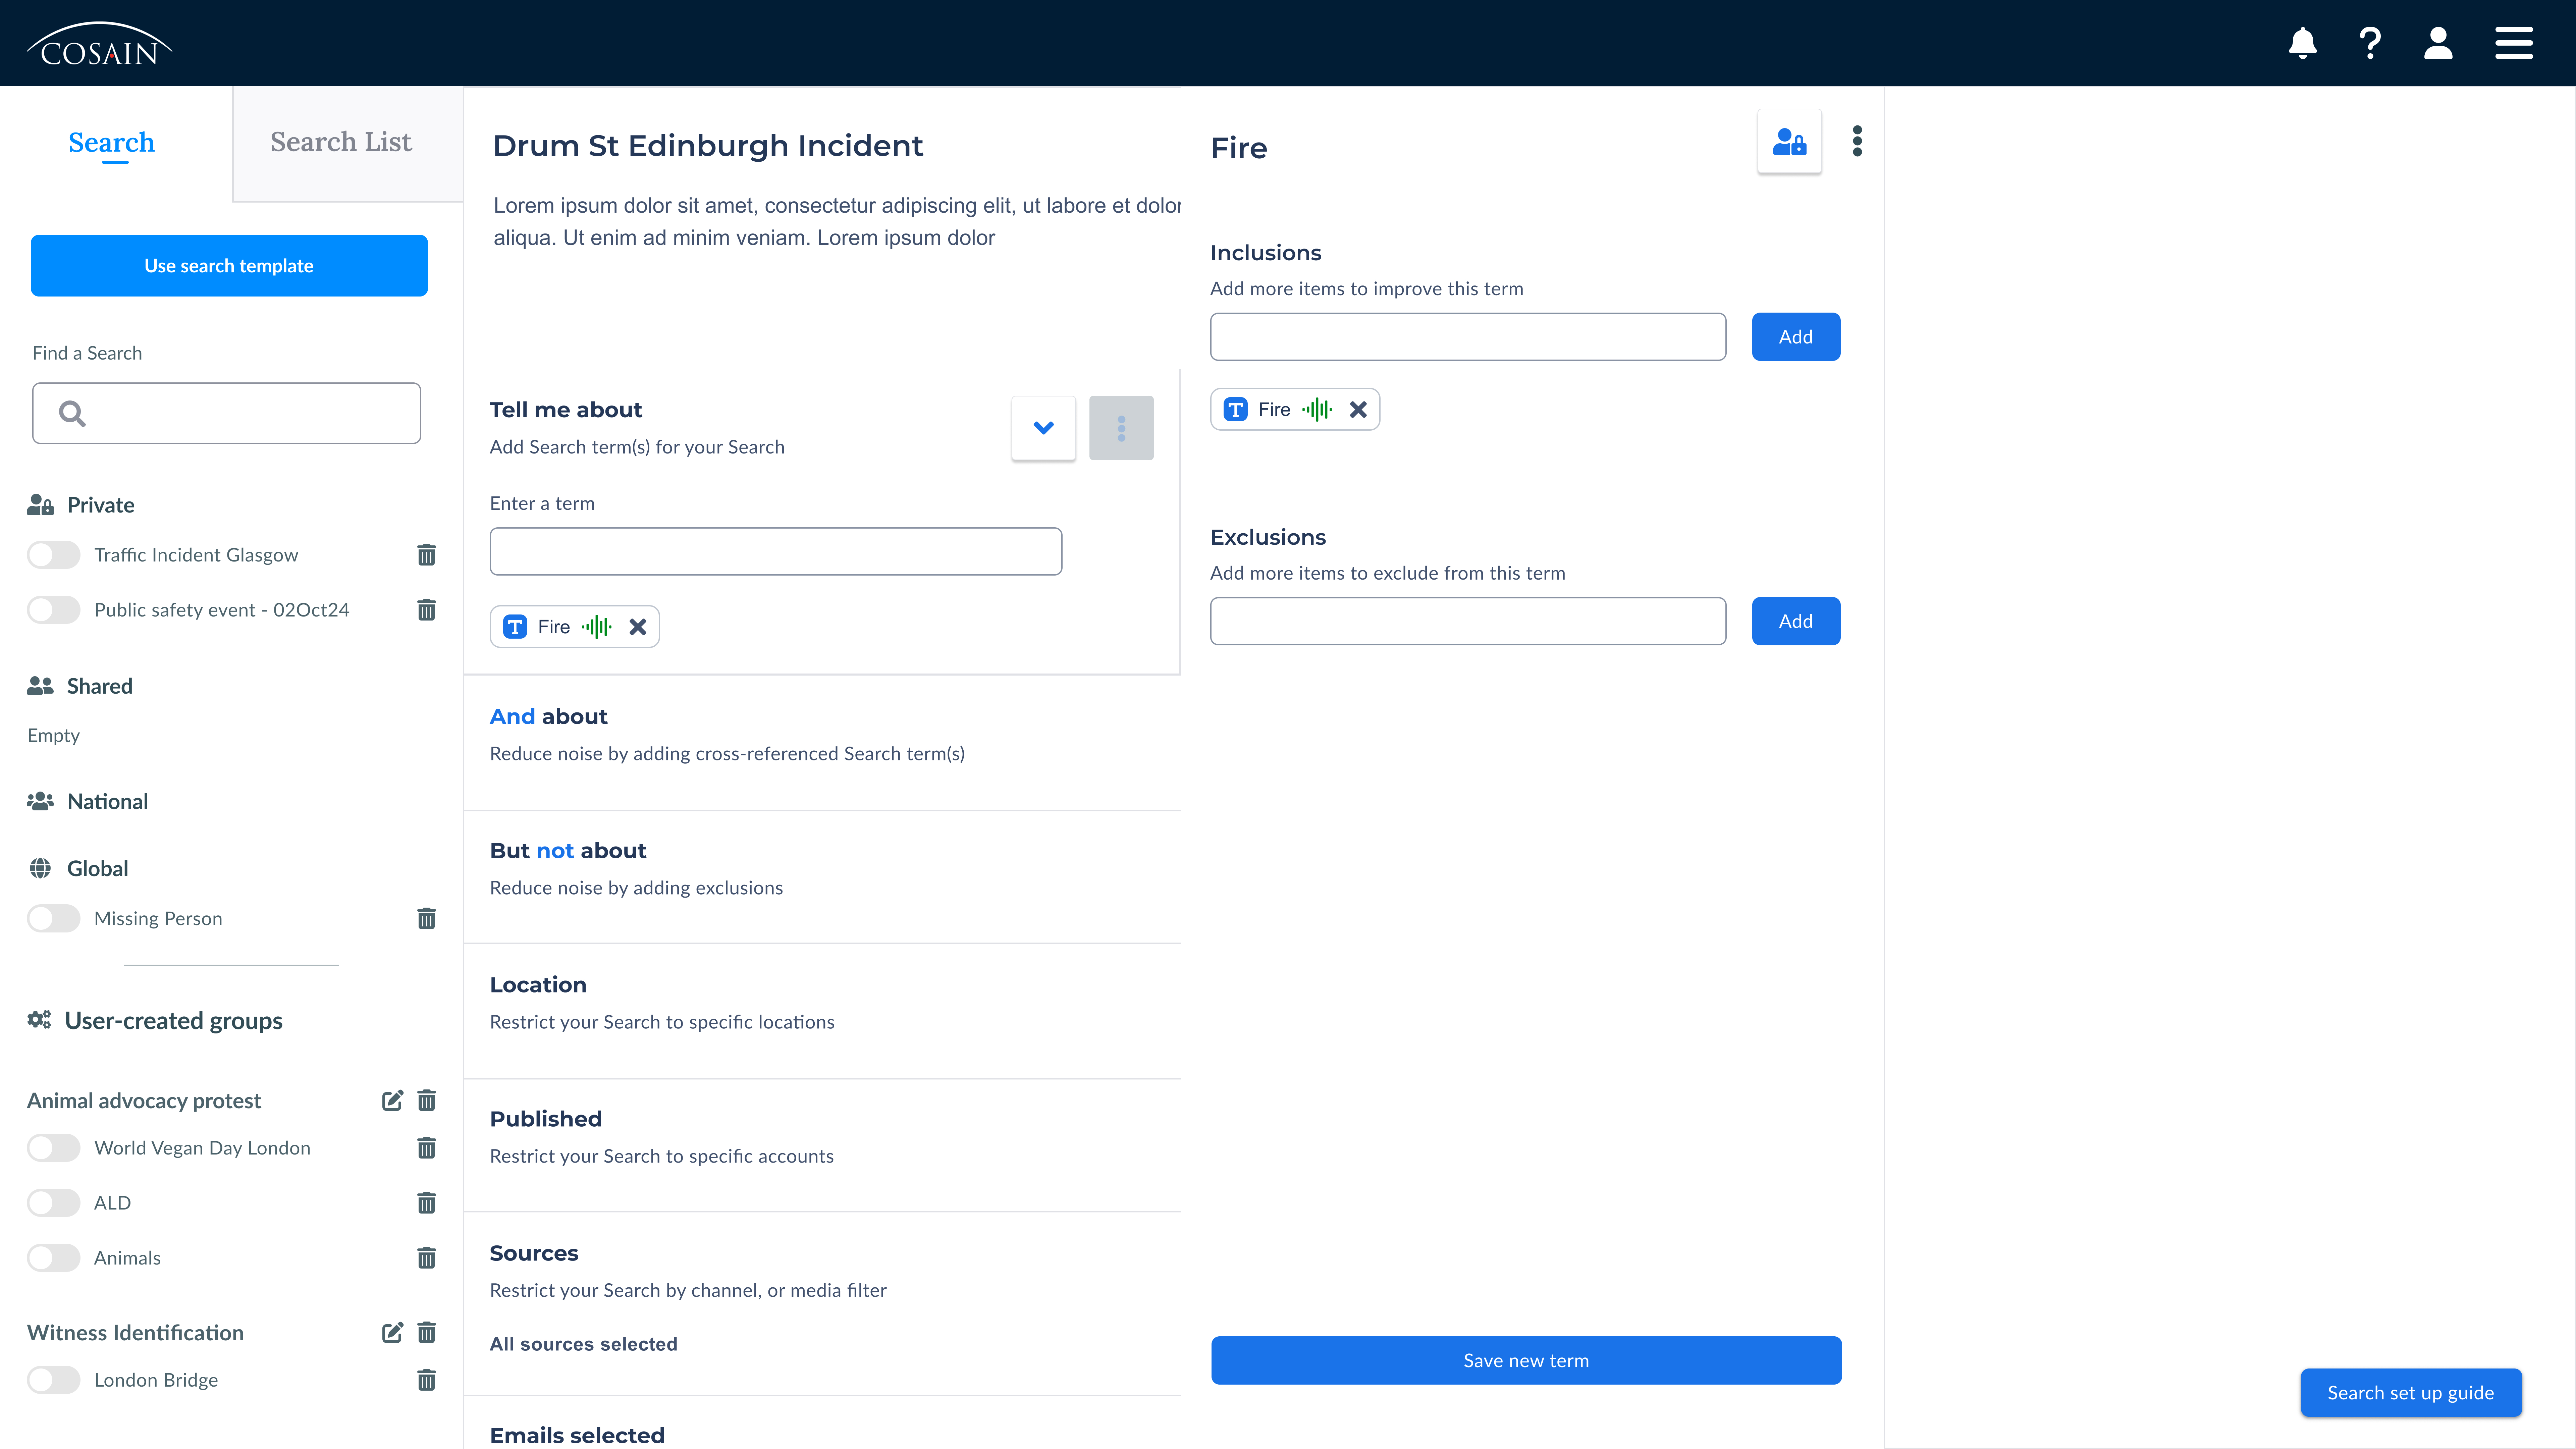 COSAIN
Search
Search List
Use search template
Find a Search
Private
Traffic Incident Glasgow
Public safety event - 02Oct24
Shared
Empty
National
Global
Missing Person
User-created groups
Animal advocacy protest
World Vegan Day London
ALD
Animals
Witness Identification
London Bridge
Drum St Edinburgh Incident
Lorem ipsum dolor sit amet, consectetur adipiscing elit, ut labore et dolor
aliqua. Ut enim ad minim veniam. Lorem ipsum dolor
Tell me about
Add Search term(s) for your Search
Enter a term
T Fire
And about
Reduce noise by adding cross-referenced Search term(s)
But not about
Reduce noise by adding exclusions
Location
Restrict your Search to specific locations
Published
Restrict your Search to specific accounts
Sources
Restrict your Search by channel, or media filter
All sources selected
Emails selected
Fire
Inclusions
Add more items to improve this term
Add
T Fire
Exclusions
Add more items to exclude from this term
Add
Save new term
Search set up guide